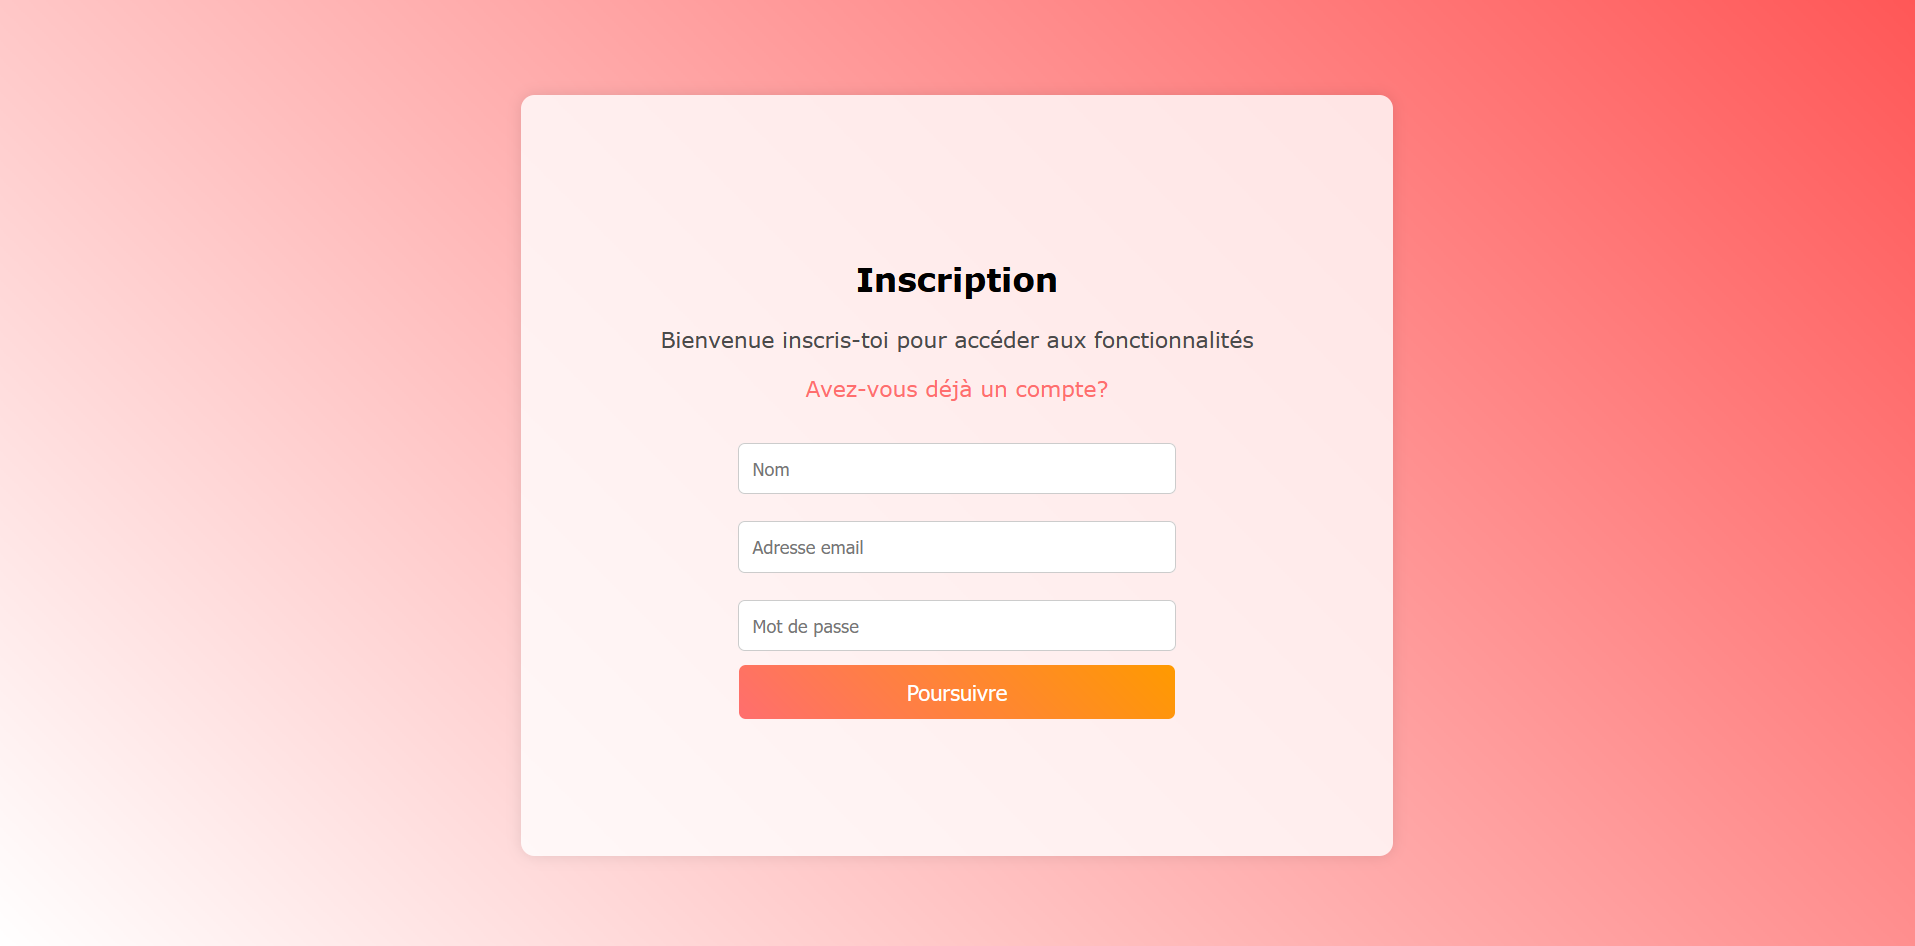 Inscription
Bienvenue inscris-toi pour accéder aux fonctionnalités
Avez-vous déjà un compte?
Nom
Adresse email
Mot de passe
Poursuivre